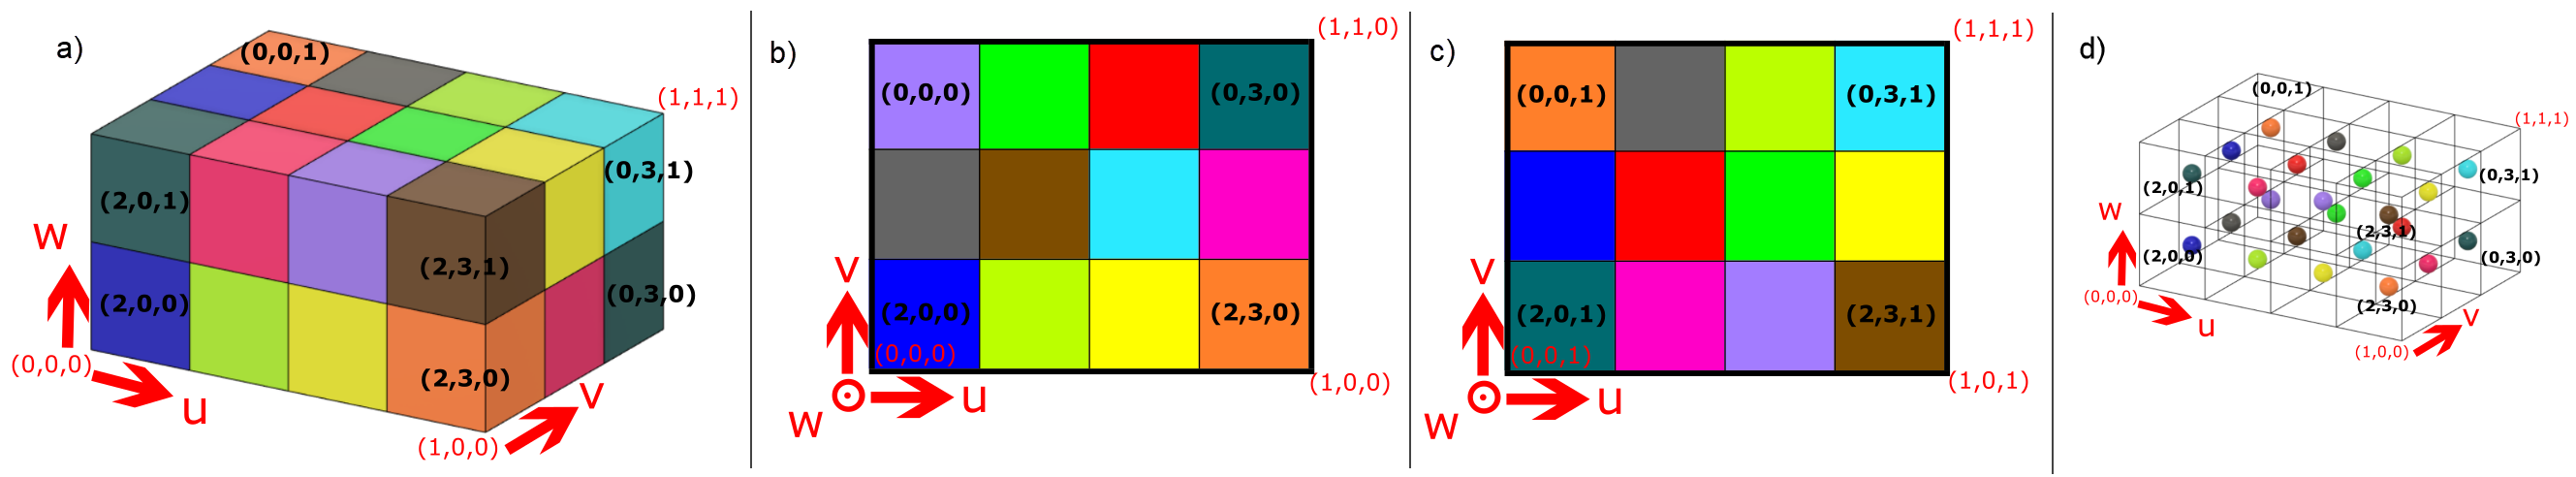 a)
(0,0,1)
(1,1,1)
(0,3,1)
(2,0,1)
w
(2,3,1)
(2,0,0)
(0,3,0)
(0,0,0)
(2,3,0)
u
v
(1,0,0)
b)
(1,1,0)
(0,0,0)
(0,3,0)
v
(2,0,0)
(2,3,0)
(0,0,0)
(1,0,0)
u
w
c)
(1,1,1)
(0,0,1)
(0,3,1)
v
(2,0,1)
(2,3,1)
(0,0,1)
(1,0,1)
u
w
d)
(0,0,1)
(1,1,1)
(0,3,1)
(2,0,1)
w
(2,3,1)
(2,0,0)
(0,3,0)
(0,0,0)
(2,3,0)
u
v
(1,0,0)